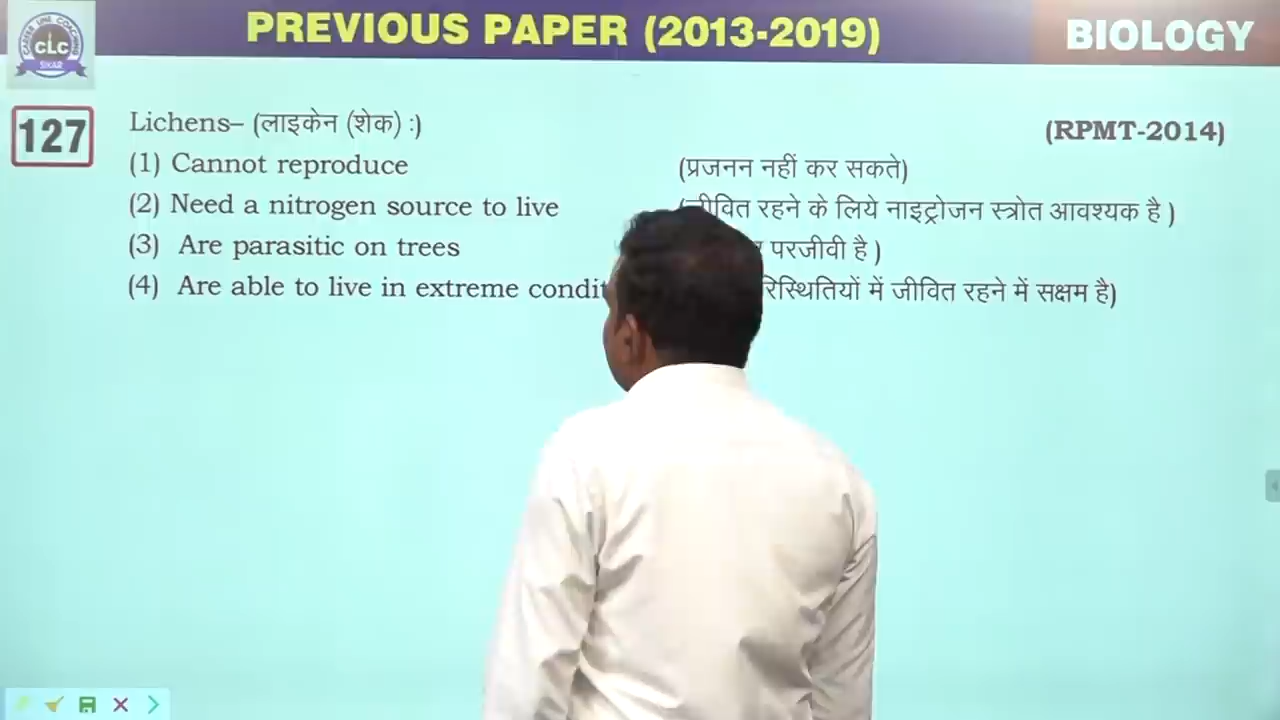 PREVIOUS PAPER (2013-2019)
BIOLOGY
CLC
SIKAR
127
Lichens– (लाइकेन (शेक) :)
(RPMT-2014)
(1) Cannot reproduce
(प्रजनन नहीं कर सकते)
(2) Need a nitrogen source to live
रहने के लिये नाइट्रोजन स्त्रोत आवश्यक है )
(3) Are parasitic on trees
परजीवी है )
(4) Are able to live in extreme
में जीवित रहने में सक्षम है)